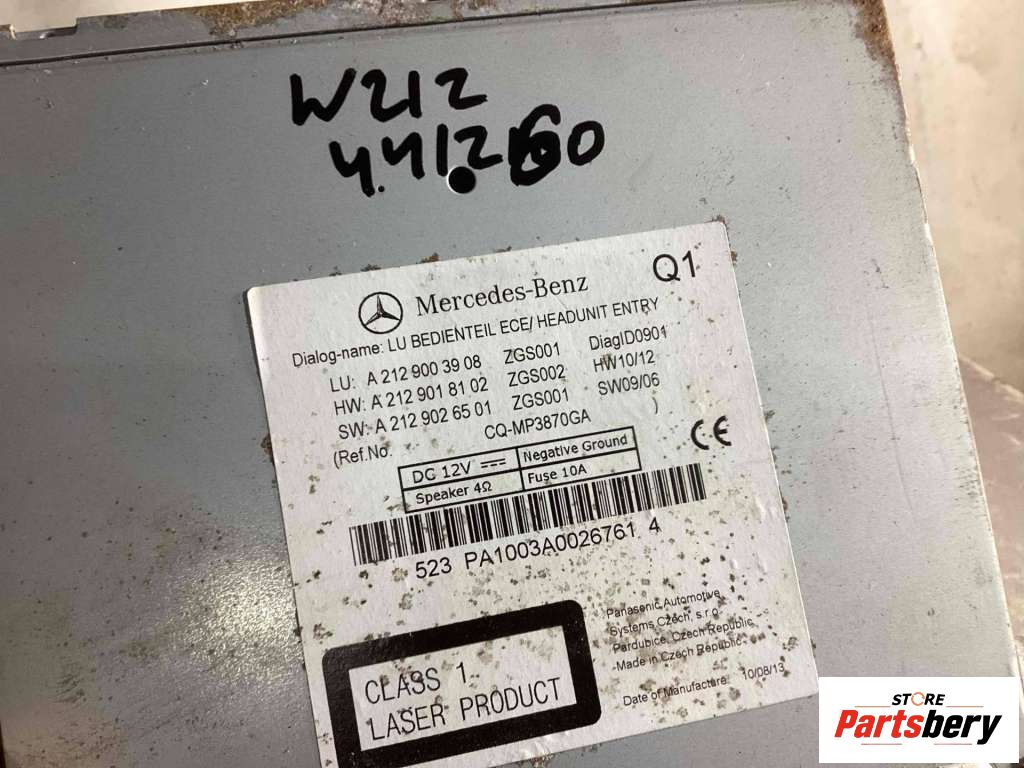 W212
Mercedes-Benz
Q1
Dialog-name: LU BEDIENTEIL ECE/ HEADUNIT ENTRY
LU: A 212 900 39 08 ZGS001 DiagID0901
HW: A 212 901 81 02 ZGS002 HW10/12
SW: A 212 902 65 01 ZGS001 SW09/06
(Ref.No. CQ-MP3870GA )
DC 12V Negative Ground
Speaker 4Ω Fuse 10A
CE
523 PA1003A0026761 4
Panasonic Automotive
Systems Czech, s.r.o.
Pardubice, Czech Republic
Made in Czech Republic
Date of Manufacture: 10/08/13
CLASS 1
LASER PRODUCT
STORE
Partsbery